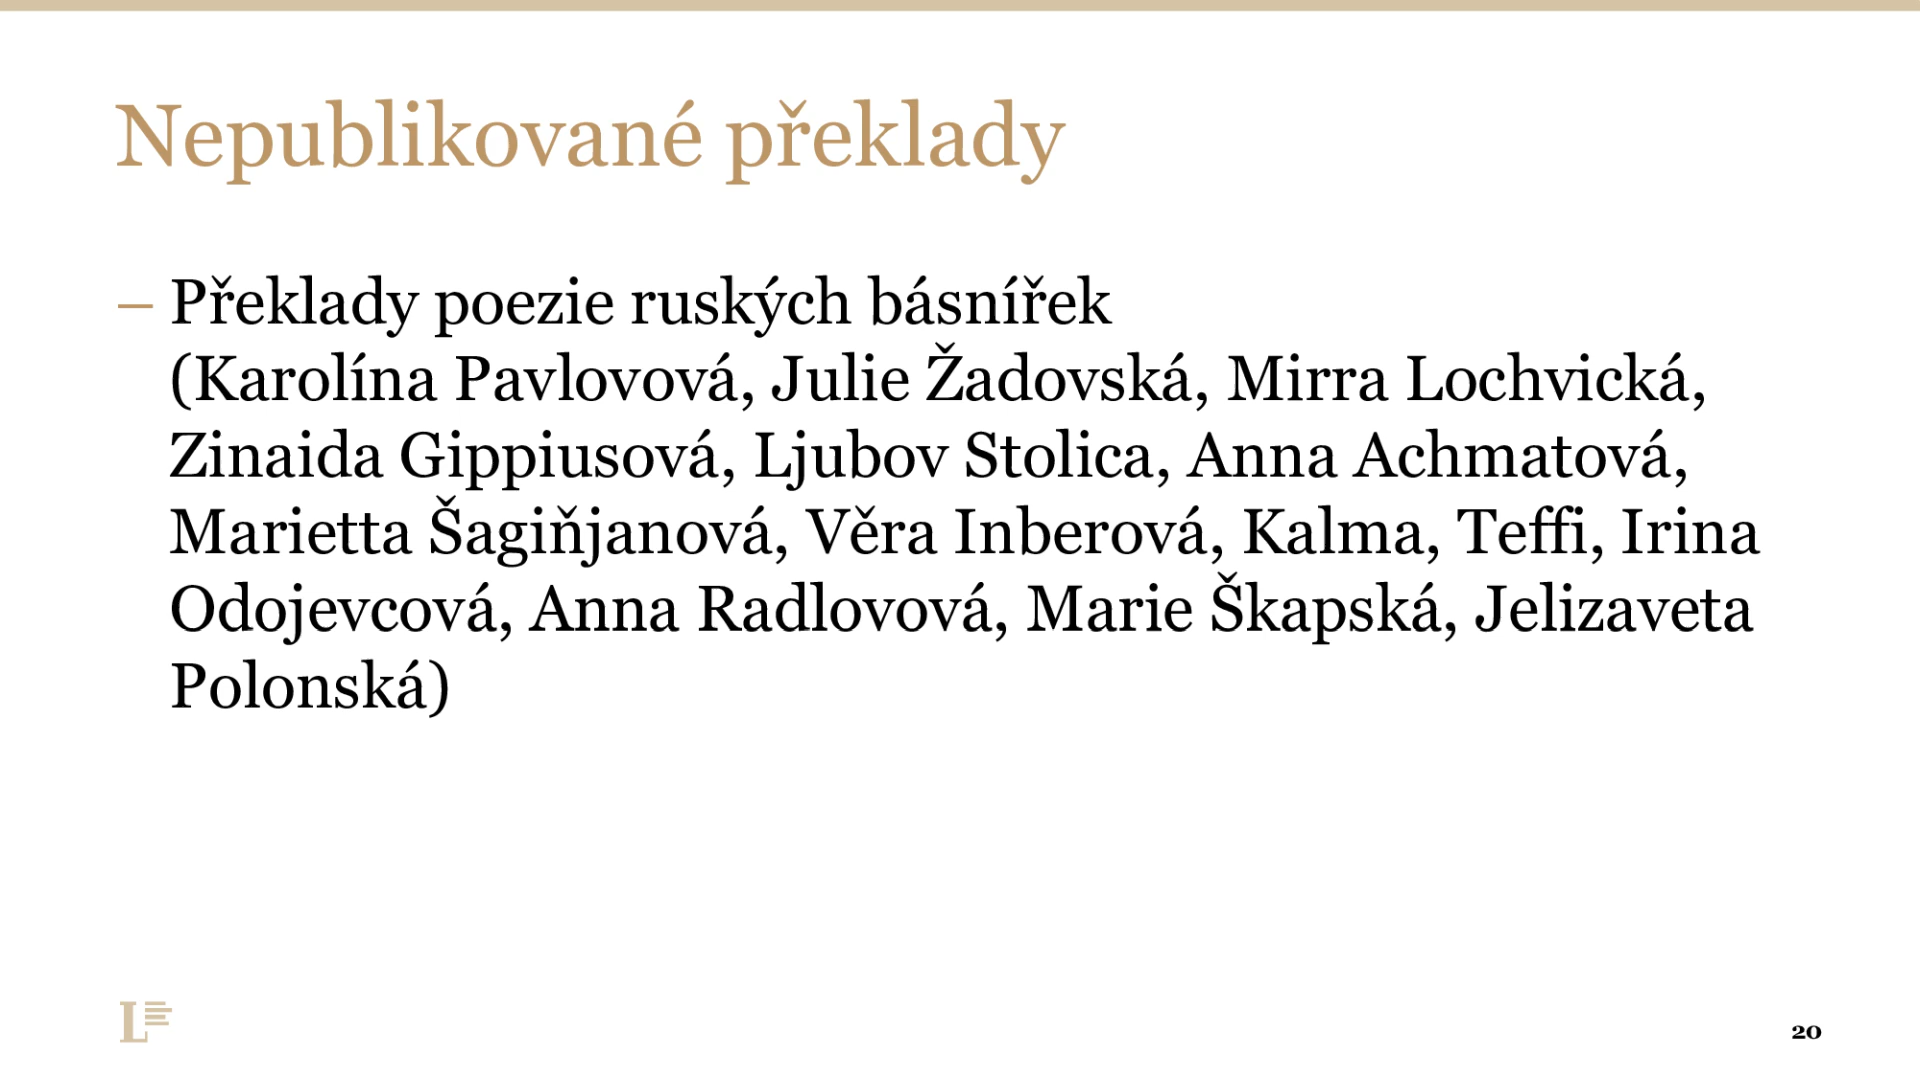 Nepublikované překlady
– Překlady poezie ruských básnířek
(Karolína Pavlovová, Julie Žadovská, Mirra Lochvická,
Zinaida Gippiusová, Ljubov Stolica, Anna Achmatová,
Marietta Šagiňjanová, Věra Inberová, Kalma, Teffi, Irina
Odojevcová, Anna Radlovová, Marie Škapská, Jelizaveta
Polonská)
L
20